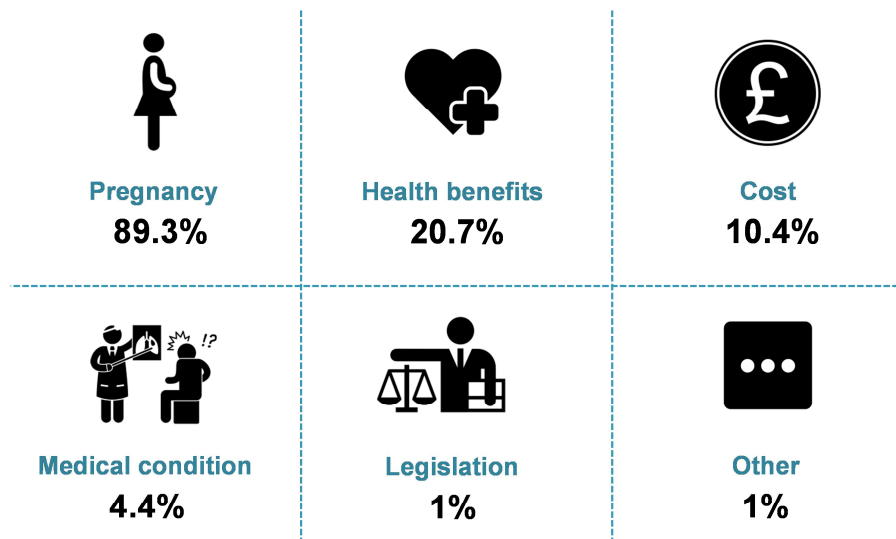 £
Pregnancy
89.3%
Health benefits
20.7%
Cost
10.4%
!?
Medical condition
4.4%
Legislation
1%
Other
1%